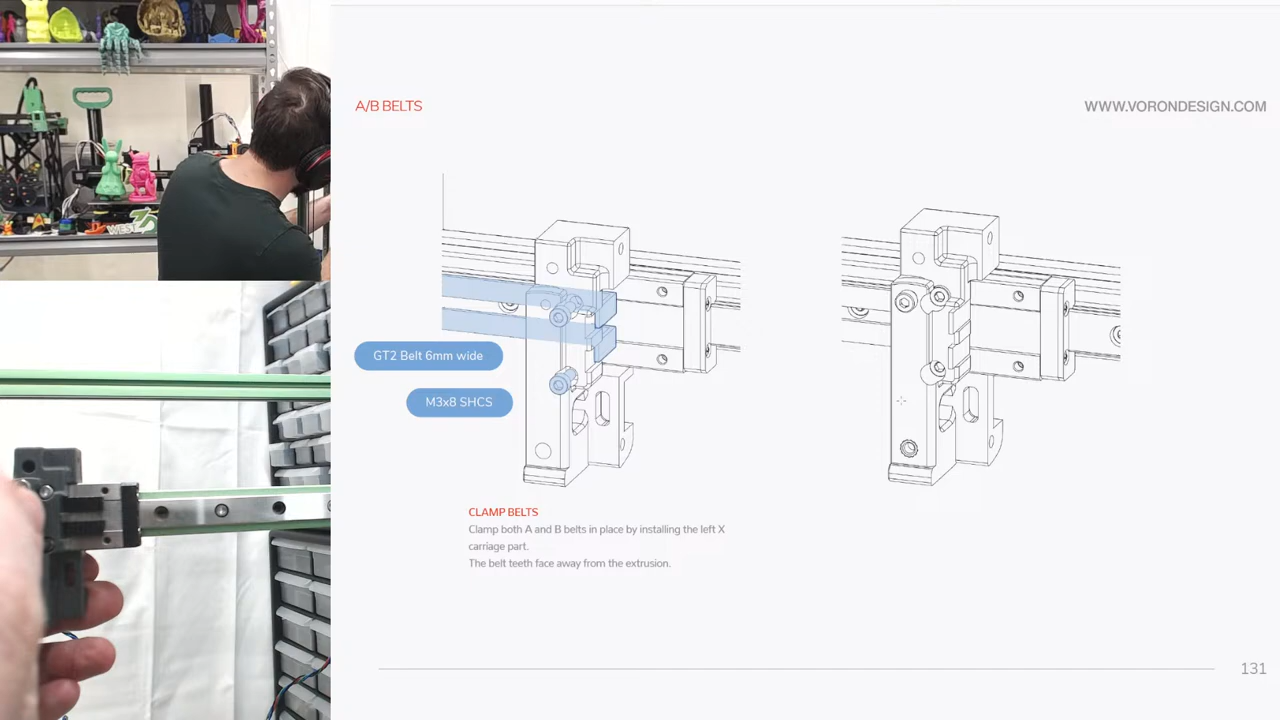 A/B BELTS
WWW.VORONDESIGN.COM
GT2 Belt 6mm wide
M3x8 SHCS
CLAMP BELTS
Clamp both A and B belts in place by installing the left X
carriage part.
The belt teeth face away from the extrusion.
131
WEST